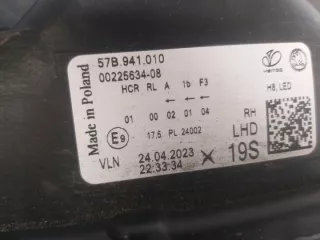 57B.941.010
00225634-08
Made in Poland
HCR RL A 1b F3
← ← ←
01 00 02 01 04
E9
17,5 PL 24002
VLN
24.04.2023
22:33:34
RH
LHD
19S
H8, LED